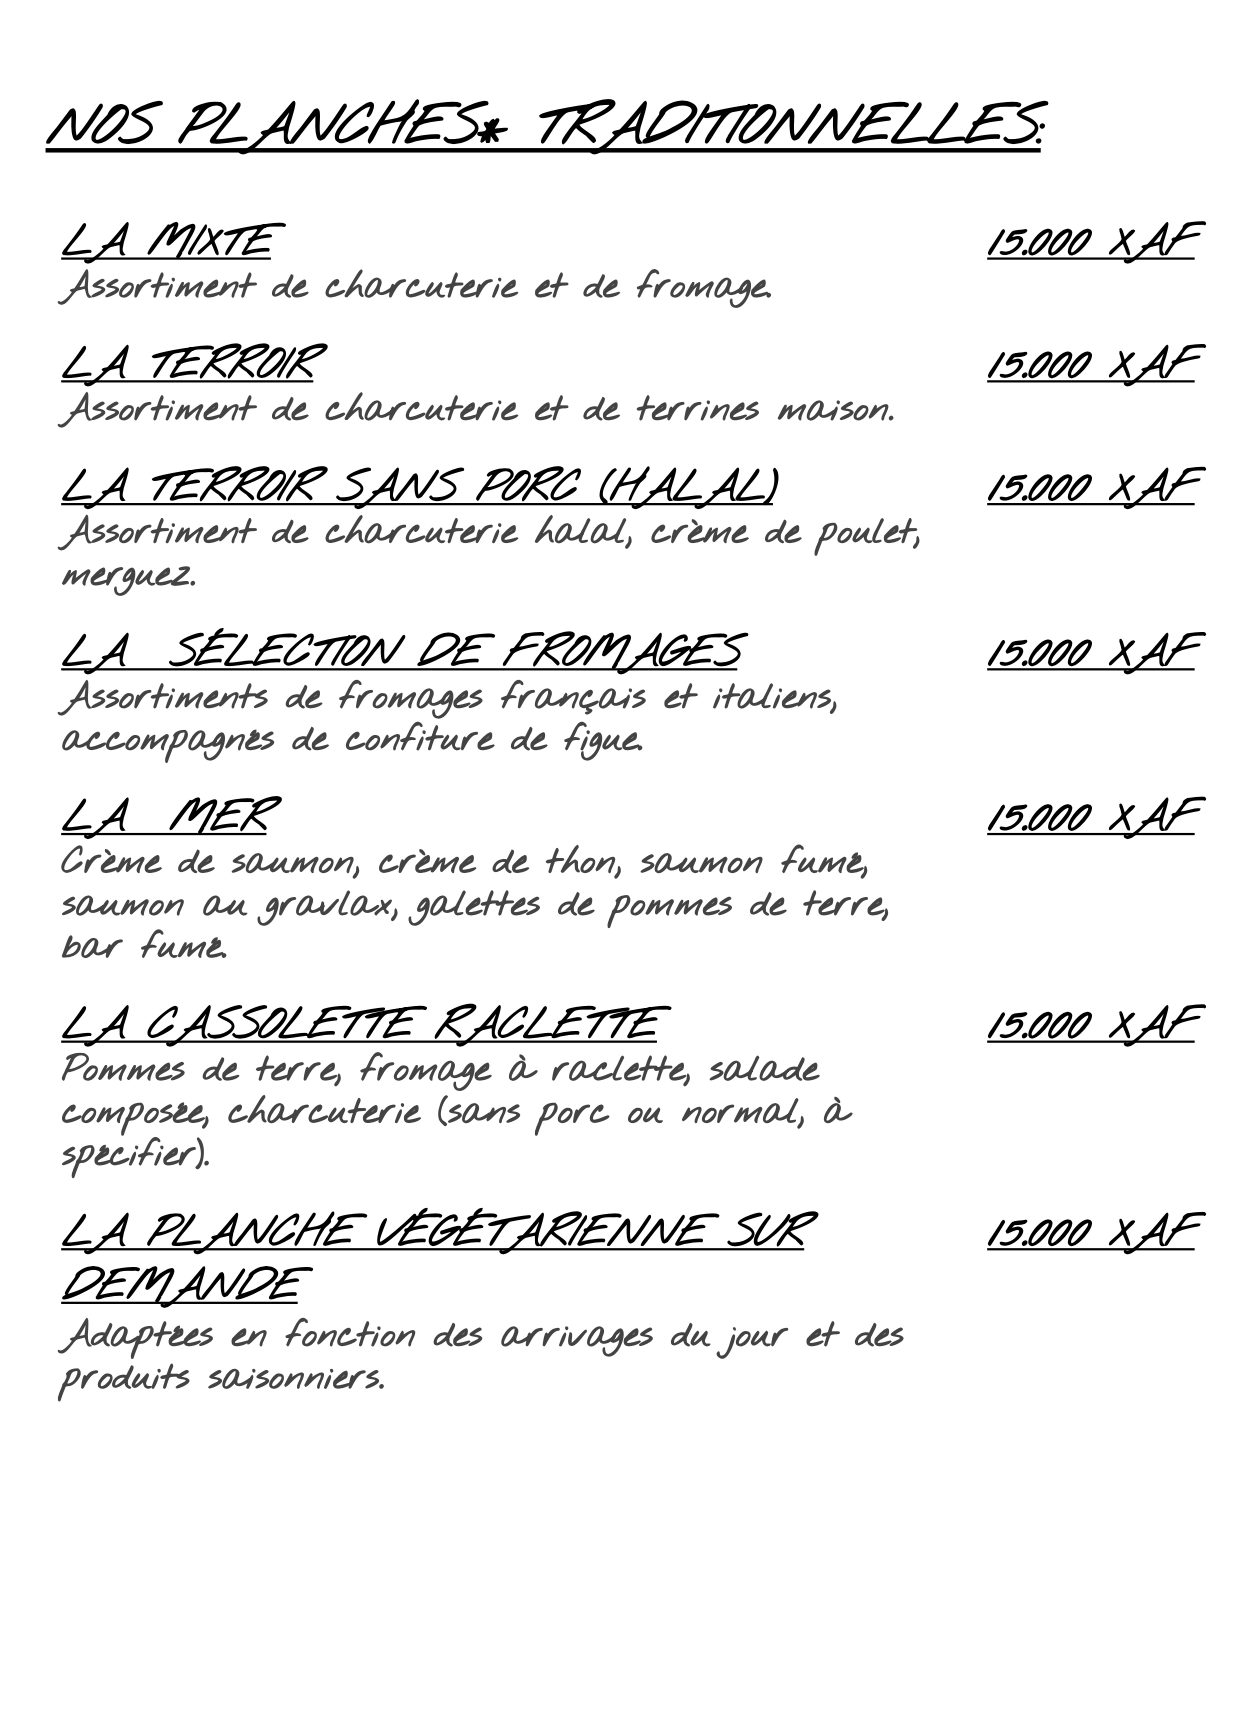 NOS PLANCHES* TRADITIONNELLES:
LA MIXTE 15.000 XAF
Assortiment de charcuterie et de fromage.
LA TERROIR 15.000 XAF
Assortiment de charcuterie et de terrines maison.
LA TERROIR SANS PORC (HALAL) 15.000 XAF
Assortiment de charcuterie halal, crème de poulet,
merguez.
LA SÉLECTION DE FROMAGES 15.000 XAF
Assortiments de fromages français et italiens,
accompagnés de confiture de figue.
LA MER 15.000 XAF
Crème de saumon, crème de thon, saumon fumé,
saumon au gravlax, galettes de pommes de terre,
bar fumé.
LA CASSOLETTE RACLETTE 15.000 XAF
Pommes de terre, fromage à raclette, salade
composée, charcuterie (sans porc ou normal, à
spécifier).
LA PLANCHE VÉGÉTARIENNE SUR 15.000 XAF
DEMANDE
Adaptées en fonction des arrivages du jour et des
produits saisonniers.